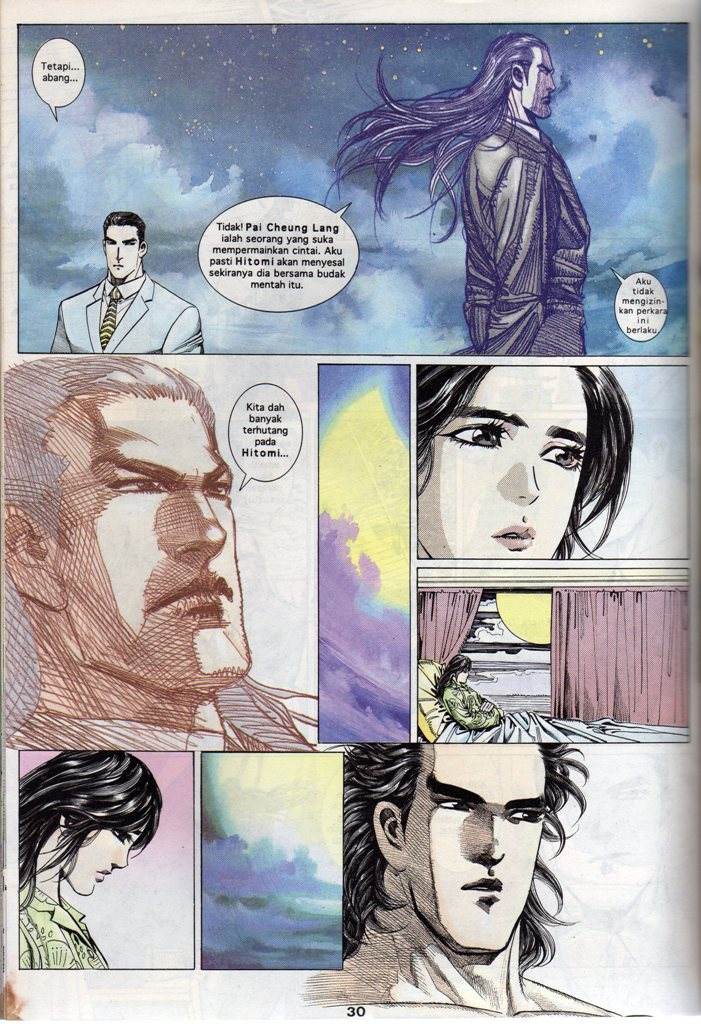 Tetapi...
abang...
Tidak! Pai Cheung Lang
ialah seorang yang suka
mempermainkan cintai. Aku
pasti Hitomi akan menyesal
sekiranya dia bersama budak
mentah itu.
Aku
tidak
mengizin-
kan perkara
ini
berlaku.
Kita dah
banyak
terhutang
pada
Hitomi...
30